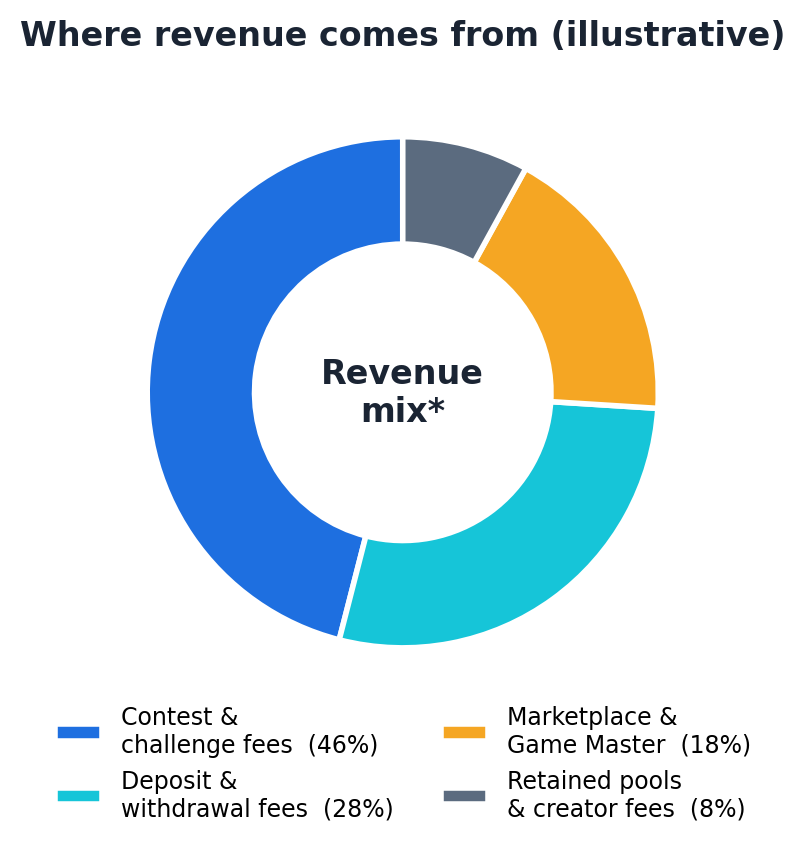 Where revenue comes from (illustrative)
Revenue
mix*
Contest &
challenge fees  (46%)
Deposit &
withdrawal fees  (28%)
Marketplace &
Game Master  (18%)
Retained pools
& creator fees  (8%)